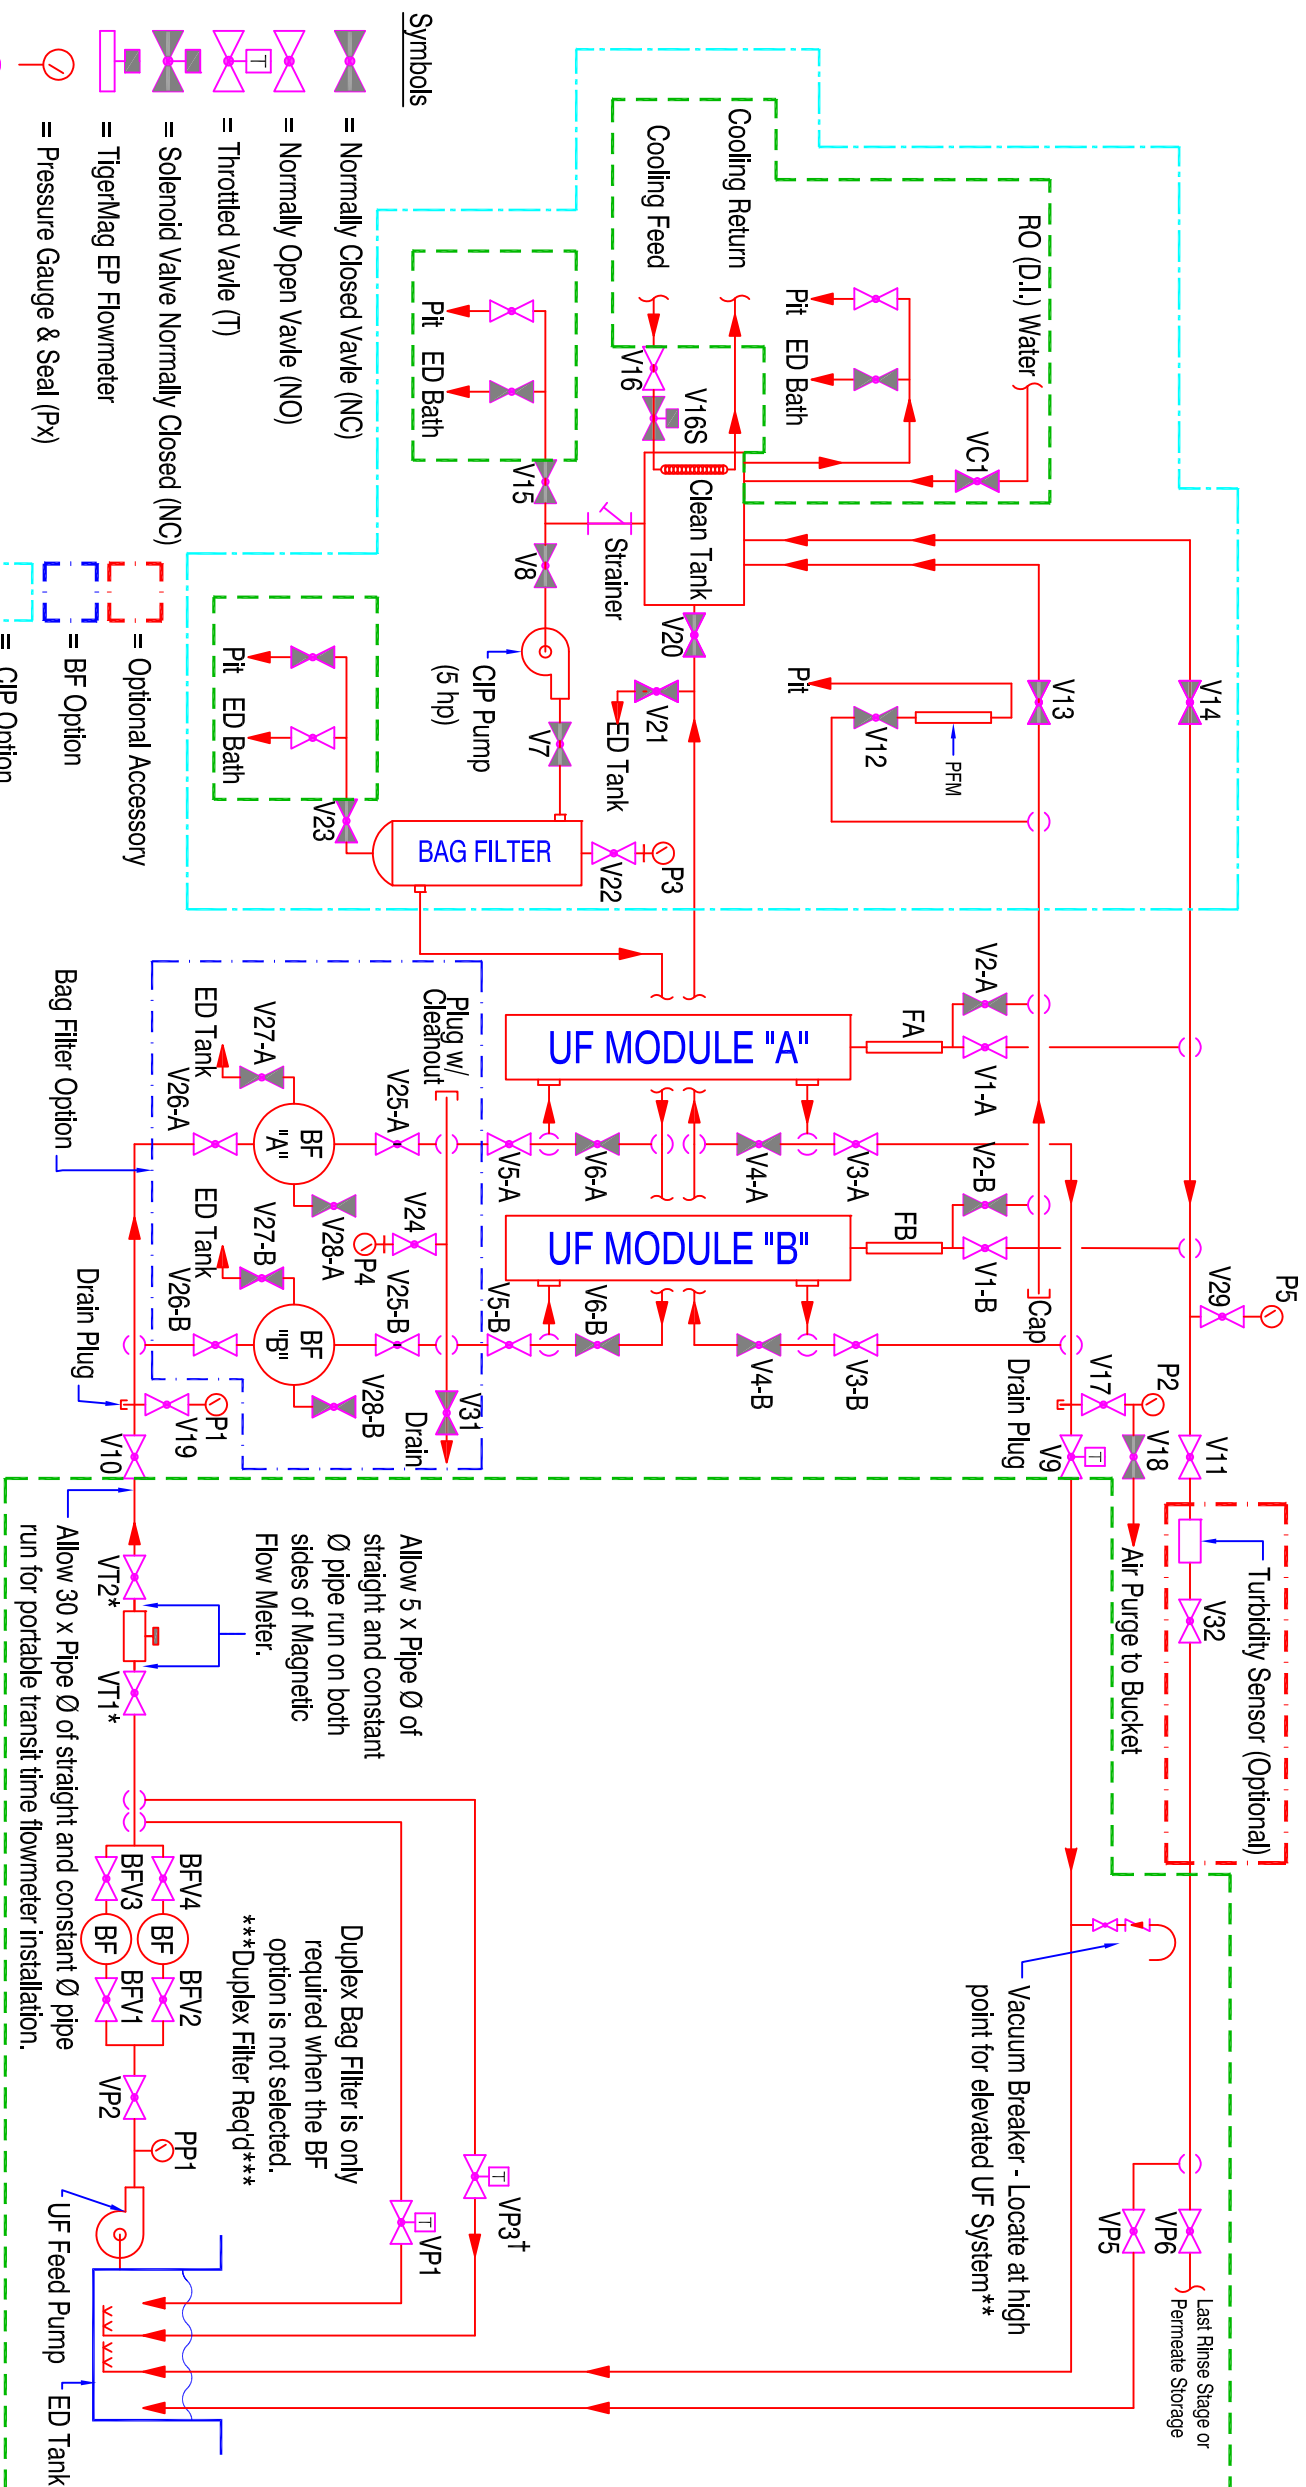 Symbols
= Normally Closed Vavle (NC)
= Normally Open Vavle (NO)
T
= Throttled Vavle (T)
= Solenoid Valve Normally Closed (NC)
= TigerMag EP Flowmeter
= Pressure Gauge & Seal (Px)
= Optional Accessory
= BF Option
= CIP Option
RO (D.I.) Water
VC1
Cooling Return
Cooling Feed
Pit
ED Bath
V16
V16S
Clean Tank
Pit
ED Bath
V15
V8
Strainer
V20
V21
ED Tank
CIP Pump
(5 hp)
V7
Pit
ED Bath
V23
BAG FILTER
V22
P3
V14
V13
Pit
V12
PFM
V2-A
V1-A
FA
UF MODULE "A"
V2-B
V1-B
FB
UF MODULE "B"
Cap
V29
P5
V3-A
V4-A
V6-A
V5-A
V3-B
V4-B
V6-B
V5-B
Plug w/
Cleanout
V25-A
V24
P4
V25-B
V31
Drain
BF
"A"
V28-A
V27-A
ED Tank
V26-A
BF
"B"
V28-B
V27-B
ED Tank
V26-B
Bag Filter Option
Drain Plug
P1
V19
V10
P2
V17
V18
Drain Plug
V9
T
V11
Air Purge to Bucket
Turbidity Sensor (Optional)
V32
Allow 5 x Pipe Ø of
straight and constant
Ø pipe run on both
sides of Magnetic
Flow Meter.
VT2*
VT1*
Allow 30 x Pipe Ø of straight and constant Ø pipe
run for portable transit time flowmeter installation.
BFV4
BFV3
BF
BF
BFV2
BFV1
Duplex Bag FIlter is only
required when the BF
option is not selected.
***Duplex Filter Req'd***
VP2
PP1
UF Feed Pump
ED Tank
T
VP3†
T
VP1
Vacuum Breaker - Locate at high
point for elevated UF System**
VP6
VP5
Last Rinse Stage or
Permeate Storage